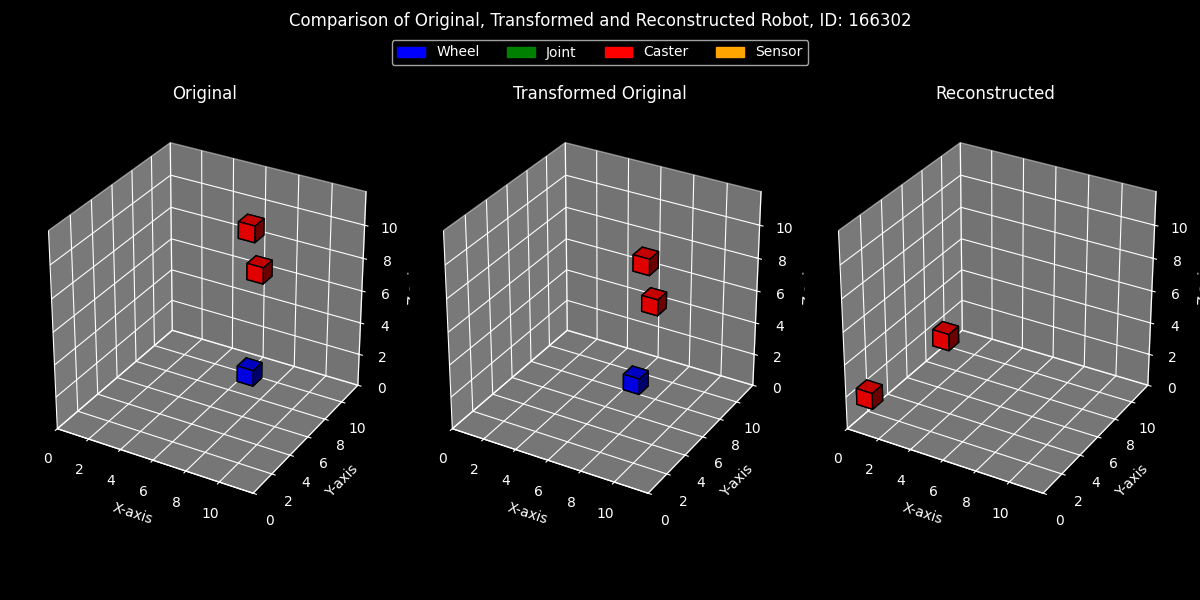 Comparison of Original, Transformed and Reconstructed Robot, ID: 166302
Wheel Joint Caster Sensor
Original
Transformed Original
Reconstructed
0 2 4 6 8 10
X-axis
0 2 4 6 8 10
Y-axis
0 2 4 6 8 10
0 2 4 6 8 10
X-axis
0 2 4 6 8 10
Y-axis
0 2 4 6 8 10
0 2 4 6 8 10
X-axis
0 2 4 6 8 10
Y-axis
0 2 4 6 8 10